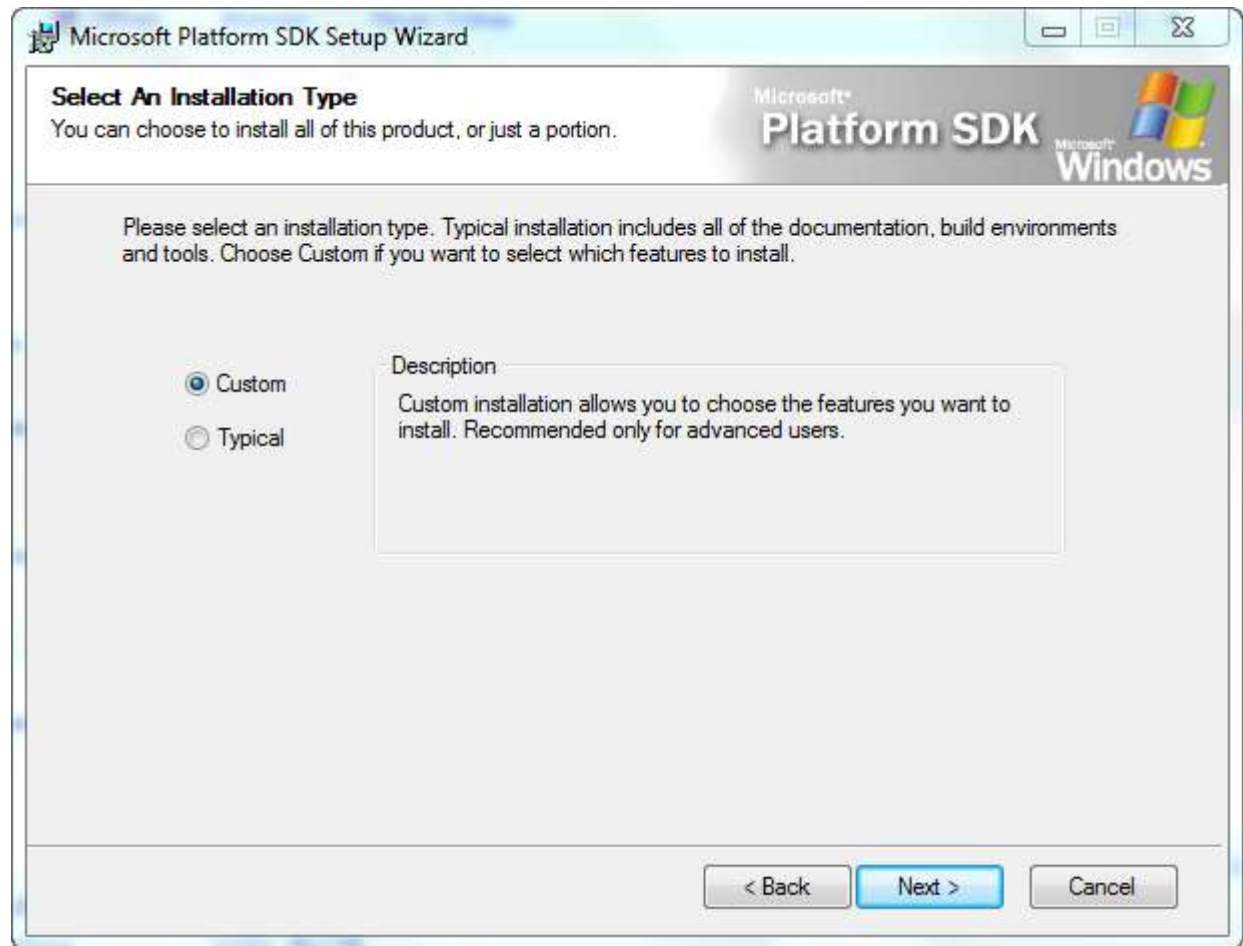 Microsoft Platform SDK Setup Wizard
Select An Installation Type
You can choose to install all of this product, or just a portion.
Microsoft®
Platform SDK
Microsoft®
Windows
Please select an installation type. Typical installation includes all of the documentation, build environments
and tools. Choose Custom if you want to select which features to install.
Custom
Typical
Description
Custom installation allows you to choose the features you want to
install. Recommended only for advanced users.
< Back
Next >
Cancel